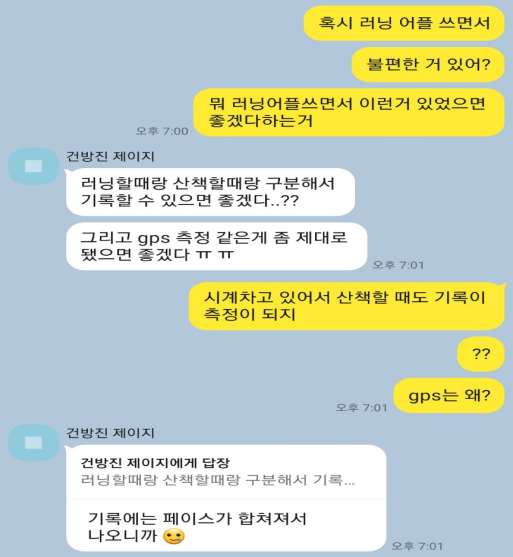 혹시 러닝 어플 쓰면서
불편한 거 있어?
뭐 러닝어플쓰면서 이런거 있었으면
좋겠다하는거
오후 7:00
건방진 제이지
러닝할때랑 산책할때랑 구분해서
기록할 수 있으면 좋겠다..??
그리고 gps 측정 같은게 좀 제대로
됐으면 좋겠다 ㅠㅠ
오후 7:01
시계차고 있어서 산책할 때도 기록이
측정이 되지
??
gps는 왜?
오후 7:01
건방진 제이지
건방진 제이지에게 답장
러닝할때랑 산책할때랑 구분해서 기록...
기록에는 페이스가 합쳐져서
나오니까 🥲
오후 7:01